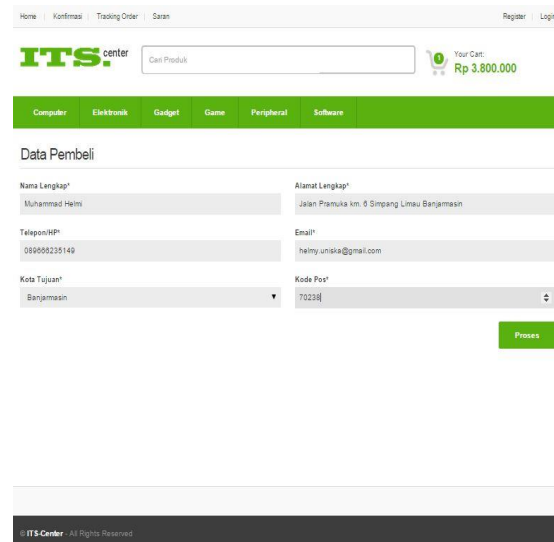 Home | Konfirmasi | Tracking Order | Saran Register | Login
ITS.center
Cari Produk
1
Your Cart:
Rp 3.800.000
Computer Elektronik Gadget Game Peripheral Software
Data Pembeli
Nama Lengkap* Alamat Lengkap*
Muhammad Helmi Jalan Pramuka km. 6 Simpang Limau Banjarmasin
Telepon/HP* Email*
089666235149 helmy.uniska@gmail.com
Kota Tujuan* Kode Pos*
Banjarmasin 70238
Proses
© ITS-Center - All Rights Reserved